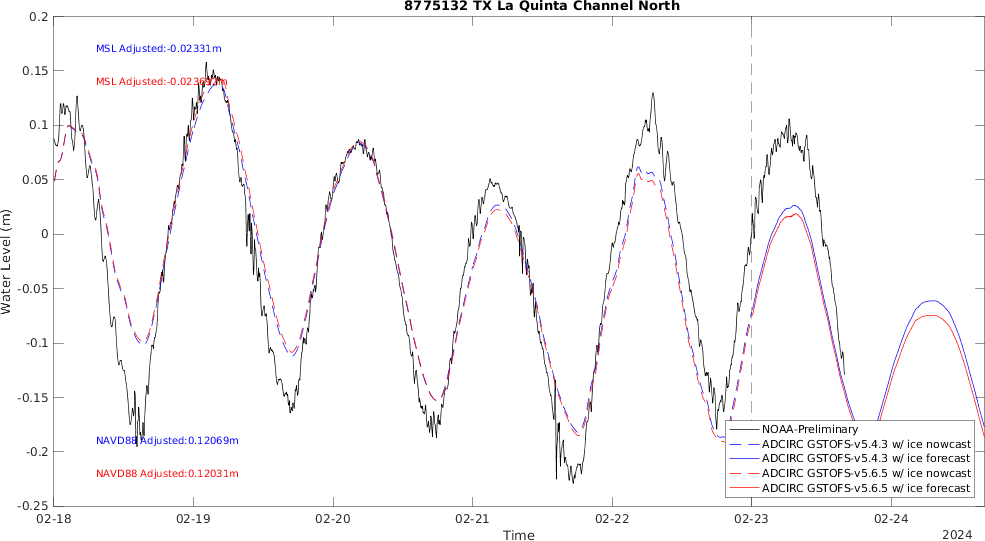 8775132 TX La Quinta Channel North
0.2
0.15
0.1
0.05
0
-0.05
-0.1
-0.15
-0.2
-0.25
Water Level (m)
MSL Adjusted:-0.02331m
MSL Adjusted:
NAVD88 Adjusted:0.12069m
NAVD88 Adjusted:0.12031m
NOAA-Preliminary
ADCIRC GSTOFS-v5.4.3 w/ ice nowcast
ADCIRC GSTOFS-v5.4.3 w/ ice forecast
ADCIRC GSTOFS-v5.6.5 w/ ice nowcast
ADCIRC GSTOFS-v5.6.5 w/ ice forecast
02-18
02-19
02-20
02-21
02-22
02-23
02-24
Time
2024